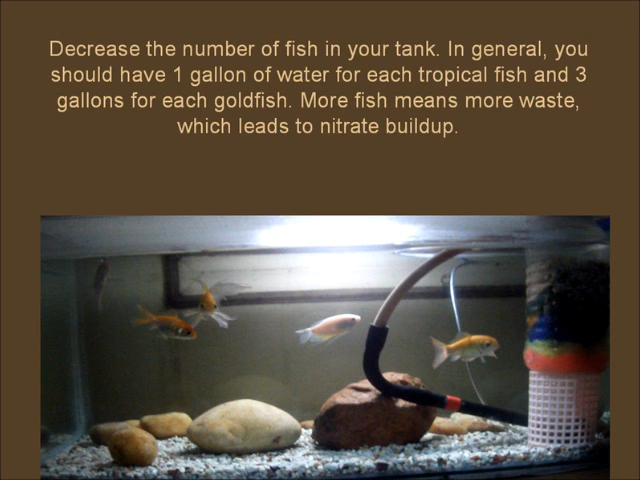 Decrease the number of fish in your tank. In general, you
should have 1 gallon of water for each tropical fish and 3
gallons for each goldfish. More fish means more waste,
which leads to nitrate buildup.